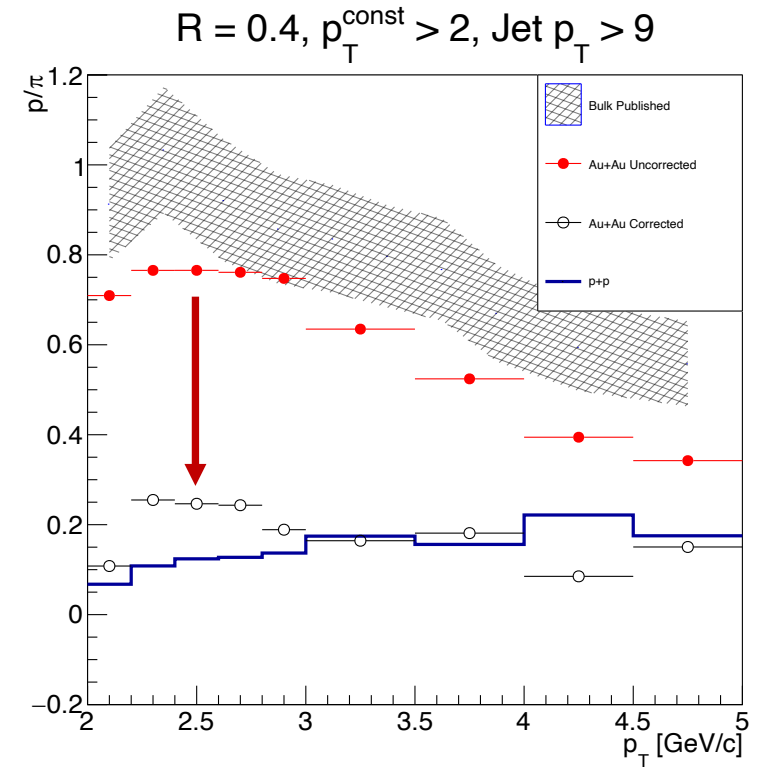 R = 0.4, p_T^const > 2, Jet p_T > 9
p/π
1.2
1
0.8
0.6
0.4
0.2
0
−0.2
Bulk Published
Au+Au Uncorrected
Au+Au Corrected
p+p
2 2.5 3 3.5 4 4.5 5
p_T [GeV/c]